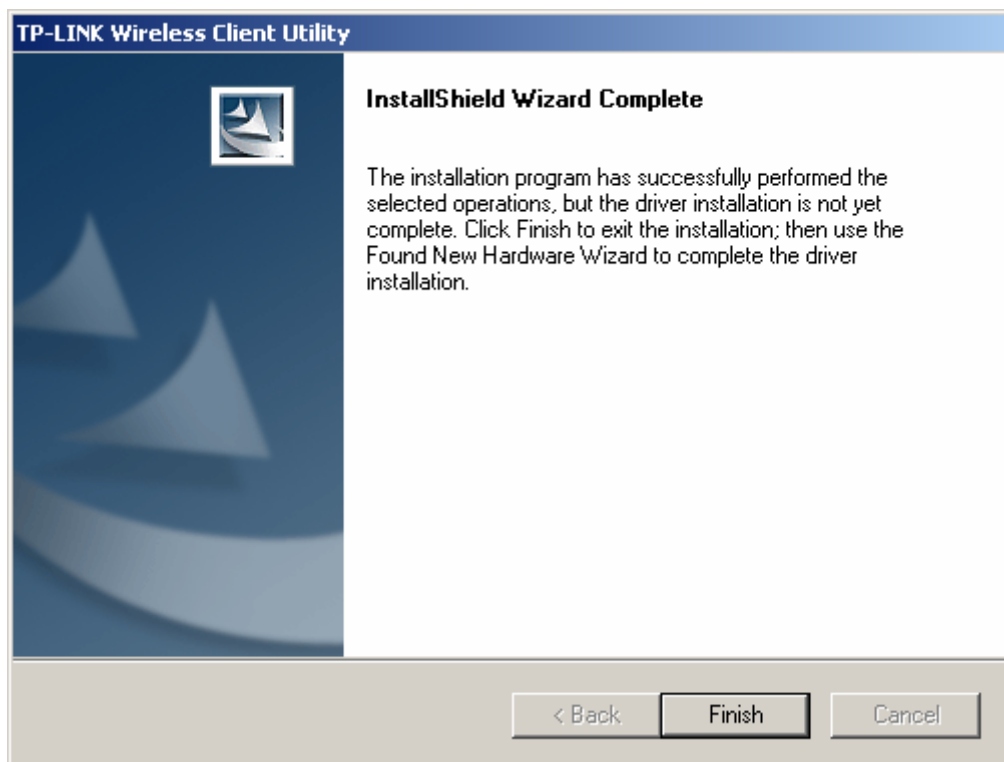 TP-LINK Wireless Client Utility
InstallShield Wizard Complete
The installation program has successfully performed the
selected operations, but the driver installation is not yet
complete. Click Finish to exit the installation; then use the
Found New Hardware Wizard to complete the driver
installation.
< Back Finish Cancel